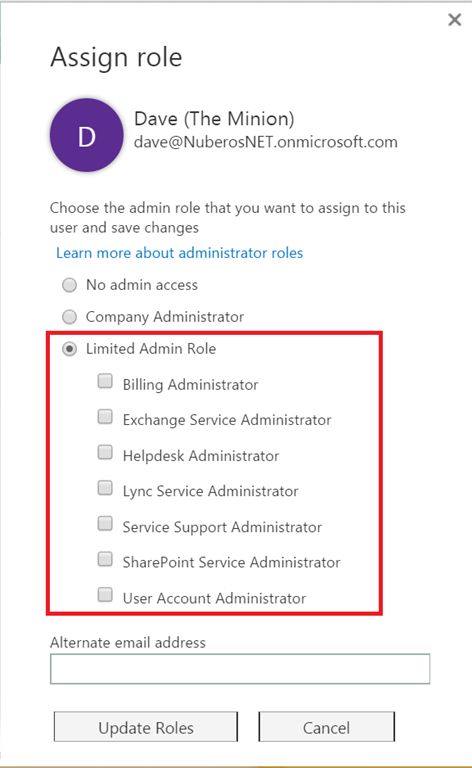 Assign role
D
Dave (The Minion)
dave@NuberosNET.onmicrosoft.com
Choose the admin role that you want to assign to this
user and save changes
Learn more about administrator roles
No admin access
Company Administrator
Limited Admin Role
Billing Administrator
Exchange Service Administrator
Helpdesk Administrator
Lync Service Administrator
Service Support Administrator
SharePoint Service Administrator
User Account Administrator
Alternate email address
Update Roles Cancel